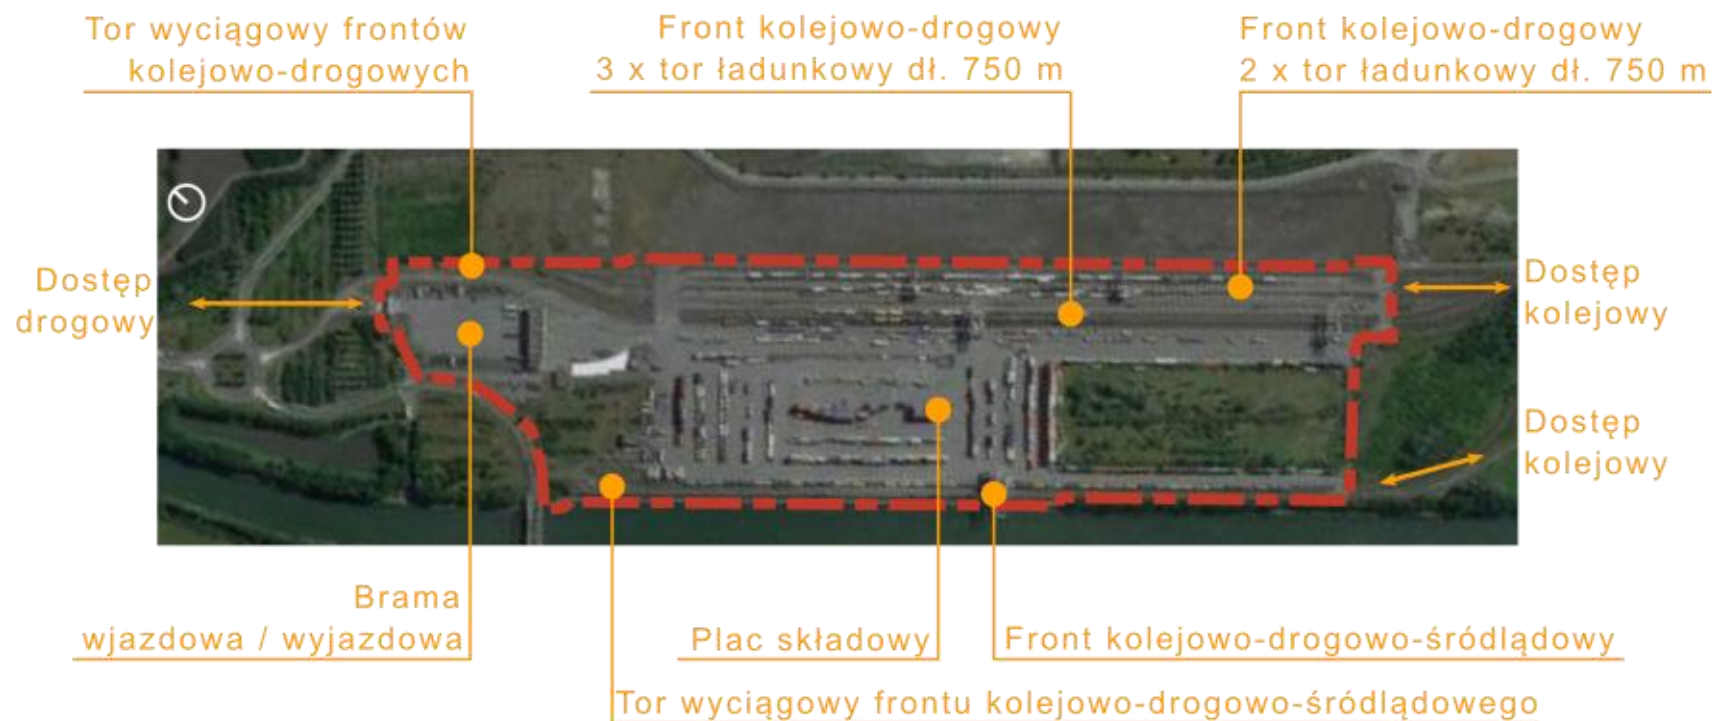 Tor wyciągowy frontów
kolejowo-drogowych
Front kolejowo-drogowy
3 x tor ładunkowy dł. 750 m
Front kolejowo-drogowy
2 x tor ładunkowy dł. 750 m
Dostęp
drogowy
Dostęp
kolejowy
Dostęp
kolejowy
Brama
wjazdowa / wyjazdowa
Plac składowy
Front kolejowo-drogowo-śródlądowy
Tor wyciągowy frontu kolejowo-drogowo-śródlądowego